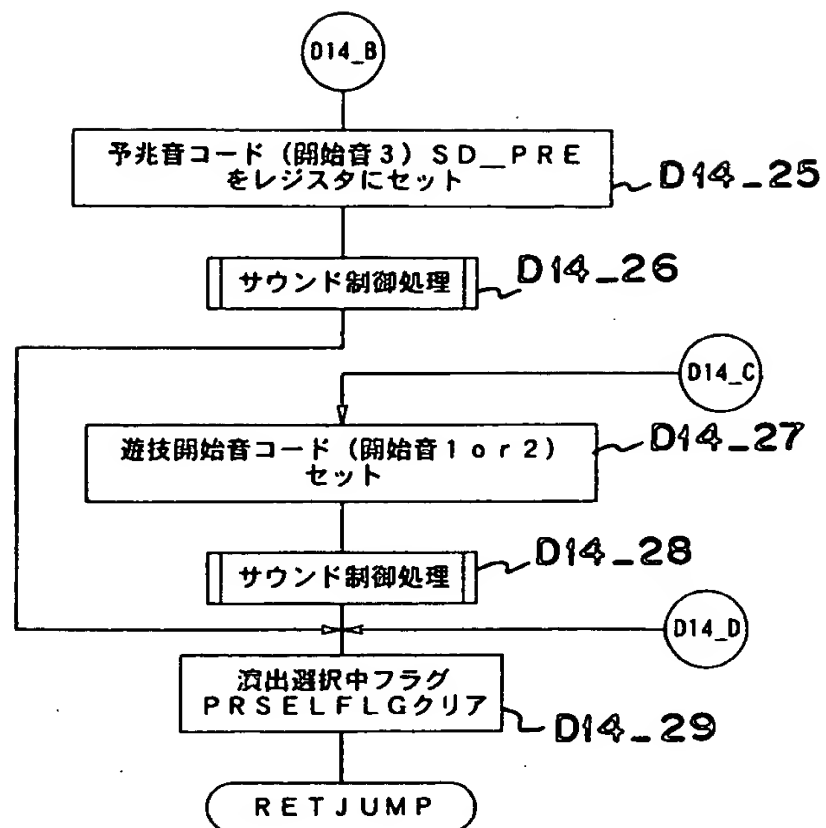 D14_B
予兆音コード（開始音３）ＳＤ＿ＰＲＥ
をレジスタにセット
D14_25
サウンド制御処理
D14_26
D14_C
遊技開始音コード（開始音１ｏｒ２）
セット
D14_27
サウンド制御処理
D14_28
D14_D
演出選択中フラグ
ＰＲＳＥＬＦＬＧクリア
D14_29
ＲＥＴＪＵＭＰ